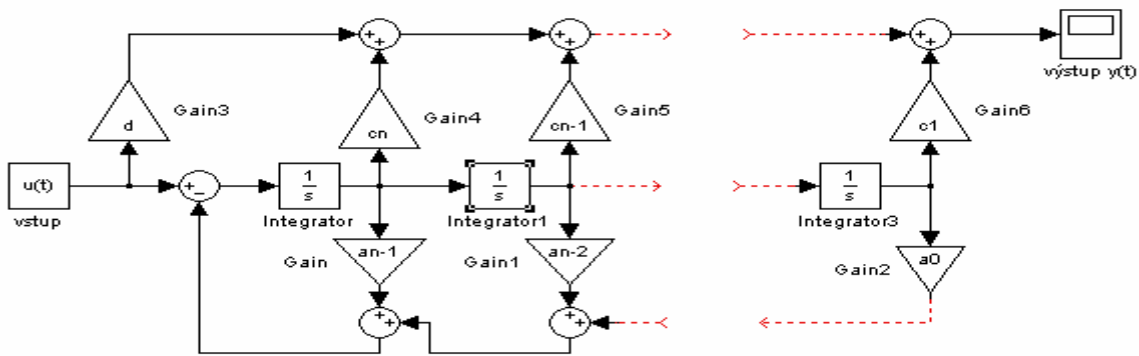 +
+
+
+
+
+
výstup y(t)
Gain3
Gain4
Gain5
Gain6
d
cn
cn-1
c1
u(t)
vstup
+
−
1
s
Integrator
1
s
Integrator1
1
s
Integrator3
an-1
Gain
an-2
Gain1
a0
Gain2
+
+
+
+